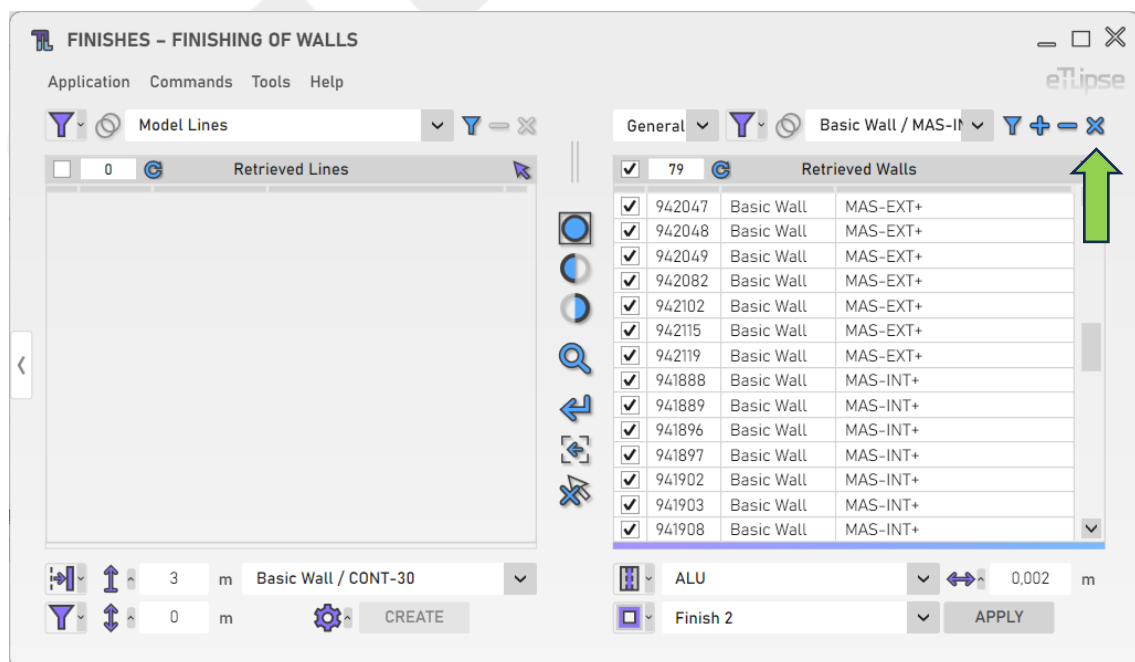 FINISHES – FINISHING OF WALLS
Application Commands Tools Help
eTLipse
Model Lines
General
Basic Wall / MAS-IN
0 Retrieved Lines
79 Retrieved Walls
942047 Basic Wall MAS-EXT+
942048 Basic Wall MAS-EXT+
942049 Basic Wall MAS-EXT+
942082 Basic Wall MAS-EXT+
942102 Basic Wall MAS-EXT+
942115 Basic Wall MAS-EXT+
942119 Basic Wall MAS-EXT+
941888 Basic Wall MAS-INT+
941889 Basic Wall MAS-INT+
941896 Basic Wall MAS-INT+
941897 Basic Wall MAS-INT+
941902 Basic Wall MAS-INT+
941903 Basic Wall MAS-INT+
941908 Basic Wall MAS-INT+
3 m Basic Wall / CONT-30
ALU 0,002 m
0 m CREATE
Finish 2 APPLY